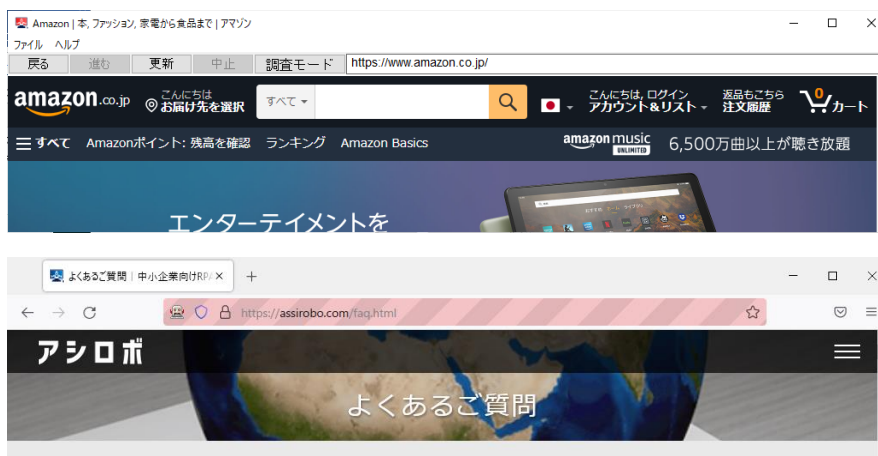 Amazon | 本, ファッション, 家電から食品まで | アマゾン
ファイル ヘルプ
戻る 進む 更新 中止 調査モード https://www.amazon.co.jp/
amazon.co.jp こんにちは お届け先を選択 すべて こんにちは, ログイン アカウント&リスト 返品もこちら 注文履歴 0 カート
すべて Amazonポイント: 残高を確認 ランキング Amazon Basics amazon music UNLIMITED 6,500万曲以上が聴き放題
エンターテイメントを
よくあるご質問 | 中小企業向けRPA
https://assirobo.com/faq.html
アシロボ
よくあるご質問